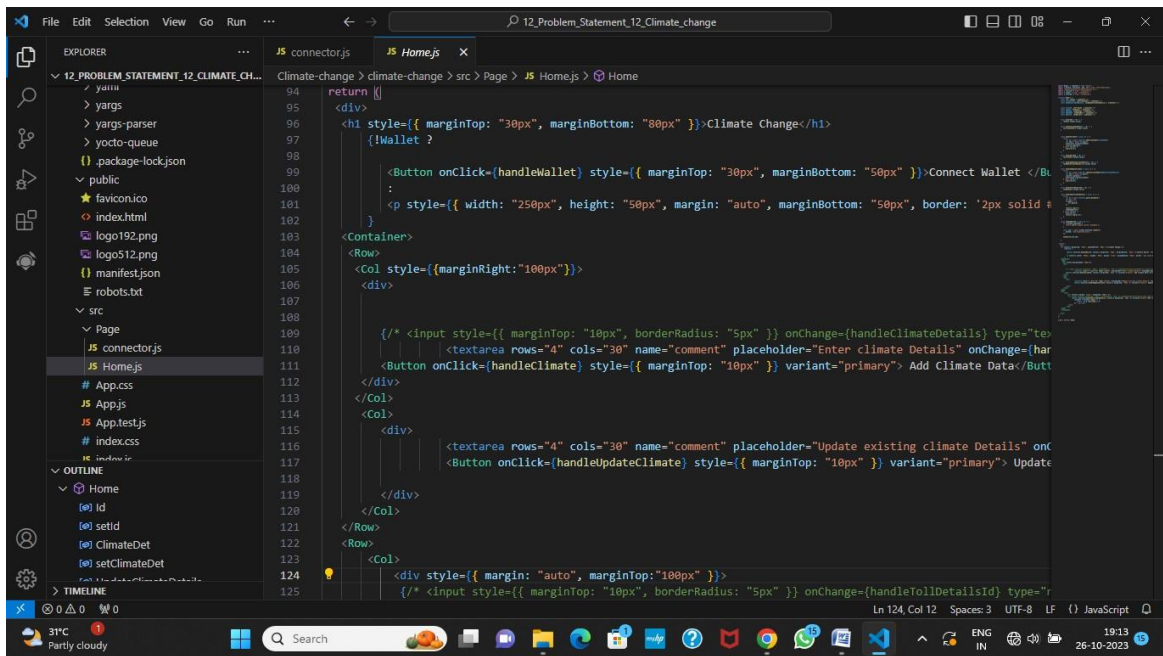 File Edit Selection View Go Run ···
12_Problem_Statement_12_Climate_change
EXPLORER ···
12_PROBLEM_STATEMENT_12_CLIMATE_CH...
> yargs
> yargs-parser
> yocto-queue
{} .package-lock.json
public
favicon.ico
<> index.html
logo192.png
logo512.png
{} manifest.json
robots.txt
src
Page
JS connector.js
JS Home.js
# App.css
JS App.js
JS App.test.js
# index.css
OUTLINE
Home
Id
setId
ClimateDet
setClimateDet
> TIMELINE
JS connector.js JS Home.js ×
Climate-change > climate-change > src > Page > JS Home.js > Home
94 return (
95 <div>
96 <h1 style={{ marginTop: "30px", marginBottom: "80px" }}>Climate Change</h1>
97 {!Wallet ?
98
99 <Button onClick={handleWallet} style={{ marginTop: "30px", marginBottom: "50px" }}>Connect Wallet </Bu
100 :
101 <p style={{ width: "250px", height: "50px", margin: "auto", marginBottom: "50px", border: '2px solid #
102 }
103 <Container>
104 <Row>
105 <Col style={{marginRight:"100px"}}>
106 <div>
107
108
109 {/* <input style={{ marginTop: "10px", borderRadius: "5px" }} onChange={handleClimateDetails} type="tex
110 <textarea rows="4" cols="30" name="comment" placeholder="Enter climate Details" onChange={har
111 <Button onClick={handleClimate} style={{ marginTop: "10px" }} variant="primary"> Add Climate Data</Butt
112 </div>
113 </Col>
114 <Col>
115 <div>
116 <textarea rows="4" cols="30" name="comment" placeholder="Update existing climate Details" onC
117 <Button onClick={handleUpdateClimate} style={{ marginTop: "10px" }} variant="primary"> Update
118
119 </div>
120 </Col>
121 </Row>
122 <Row>
123 <Col>
124 <div style={{ margin: "auto", marginTop:"100px" }}>
125 {/* <input style={{ marginTop: "10px", borderRadius: "5px" }} onChange={handleTollDetailsId} type="r
0 0 0 Ln 124, Col 12 Spaces: 3 UTF-8 LF {} JavaScript
31°C
Partly cloudy
1
Search
15
ENG
IN
19:13
26-10-2023
15